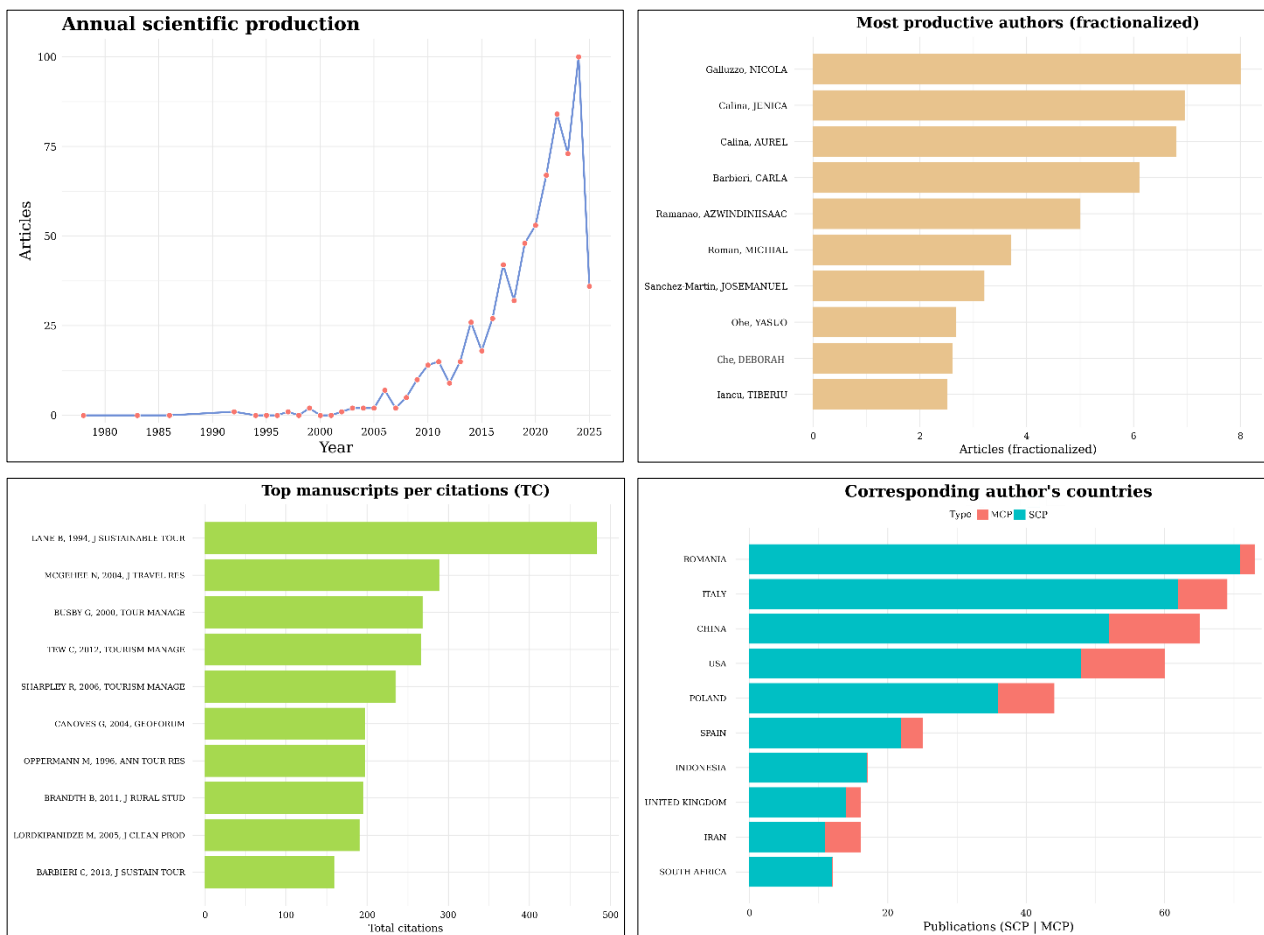 Annual scientific production
100
75
50
25
0
Articles
1980 1985 1990 1995 2000 2005 2010 2015 2020 2025
Year
Most productive authors (fractionalized)
Galluzzo, NICOLA
Calina, JENICA
Calina, AUREL
Barbieri, CARLA
Ramanao, AZWINDINIISAAC
Roman, MICHIAL
Sanchez-Martin, JOSEMANUEL
Ohe, YASUO
Che, DEBORAH
Iancu, TIBERIU
0 2 4 6 8
Articles (fractionalized)
Top manuscripts per citations (TC)
LANE B, 1994, J SUSTAINABLE TOUR
MCGEHEE N, 2004, J TRAVEL RES
BUSBY G, 2000, TOUR MANAGE
TEW C, 2012, TOURISM MANAGE
SHARPLEY R, 2006, TOURISM MANAGE
CANOVES G, 2004, GEOFORUM
OPPERMANN M, 1996, ANN TOUR RES
BRANDTH B, 2011, J RURAL STUD
LORDKIPANIDZE M, 2005, J CLEAN PROD
BARBIERI C, 2013, J SUSTAIN TOUR
0 100 200 300 400 500
Total citations
Corresponding author's countries
Type MCP SCP
ROMANIA
ITALY
CHINA
USA
POLAND
SPAIN
INDONESIA
UNITED KINGDOM
IRAN
SOUTH AFRICA
0 20 40 60
Publications (SCP | MCP)